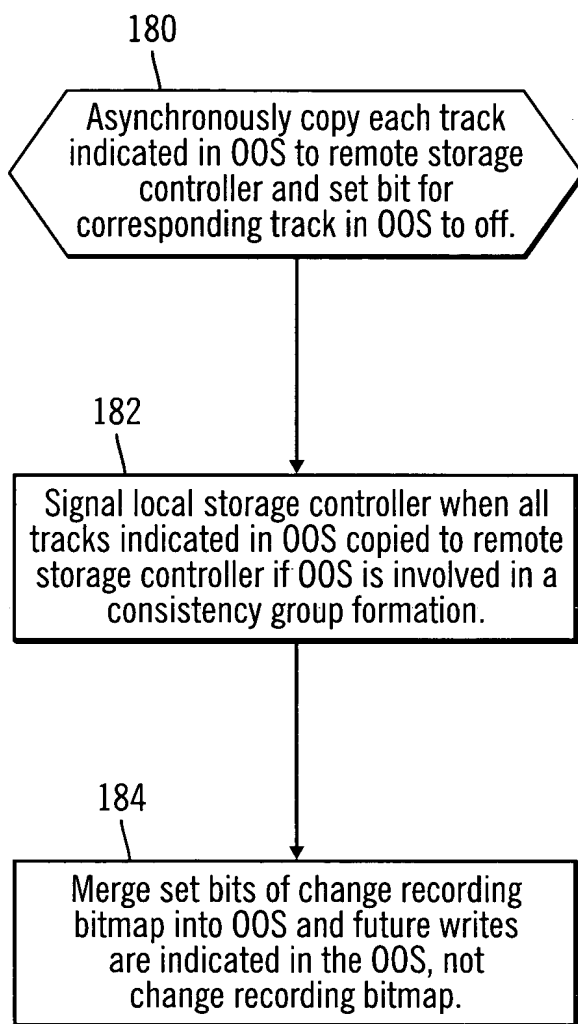 180
Asynchronously copy each track
indicated in OOS to remote storage
controller and set bit for
corresponding track in OOS to off.
182
Signal local storage controller when all
tracks indicated in OOS copied to remote
storage controller if OOS is involved in a
consistency group formation.
184
Merge set bits of change recording
bitmap into OOS and future writes
are indicated in the OOS, not
change recording bitmap.